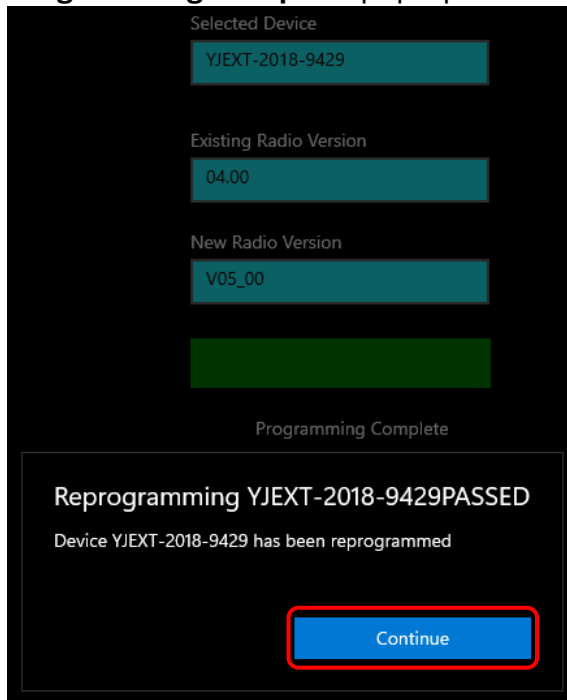 Selected Device
YJEXT-2018-9429
Existing Radio Version
04.00
New Radio Version
V05_00
Programming Complete
Reprogramming YJEXT-2018-9429PASSED
Device YJEXT-2018-9429 has been reprogrammed
Continue